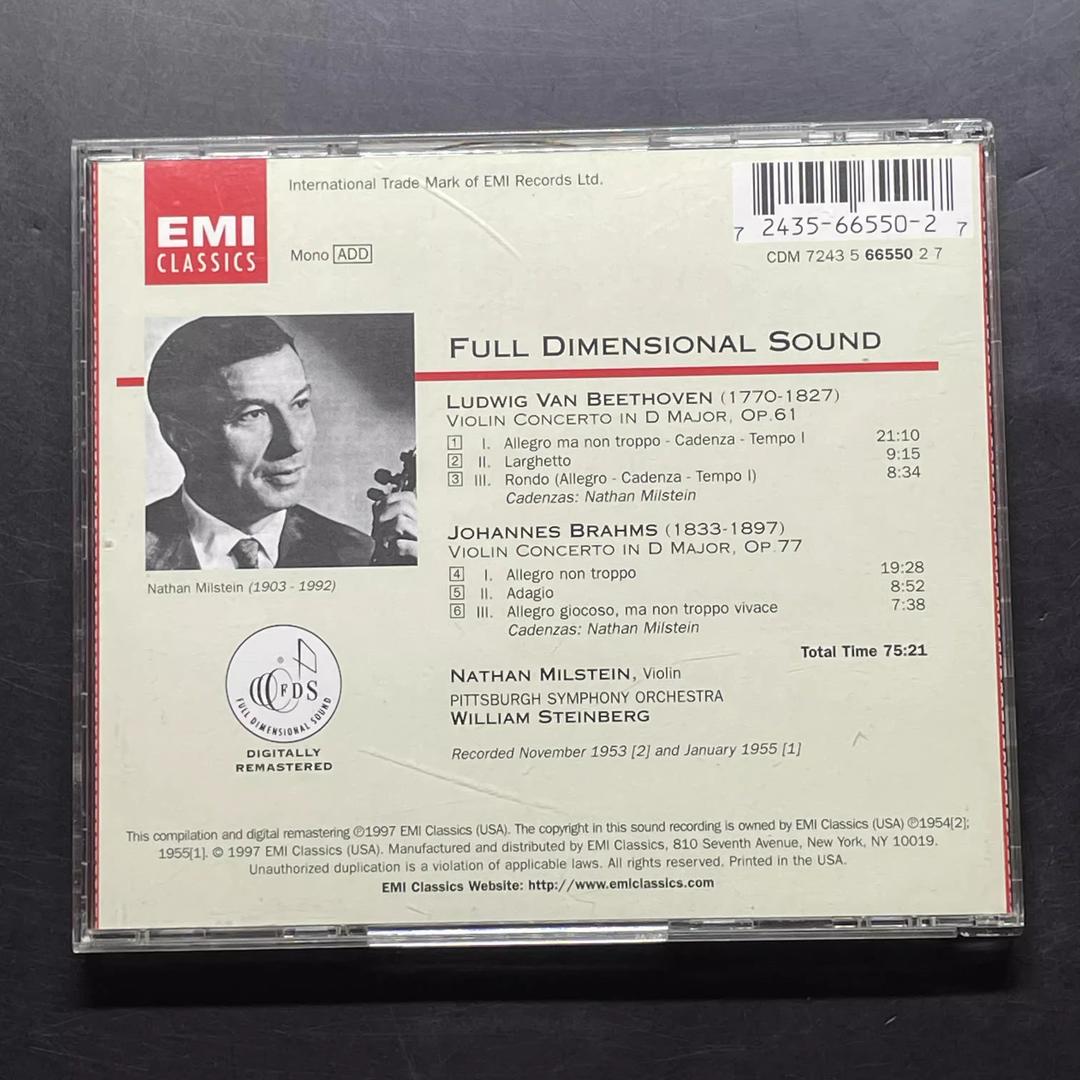 EMI
CLASSICS
International Trade Mark of EMI Records Ltd.
Mono ADD
7 2435-66550-2 7
CDM 7243 5 66550 2 7
FULL DIMENSIONAL SOUND
LUDWIG VAN BEETHOVEN (1770-1827)
VIOLIN CONCERTO IN D MAJOR, OP.61
1 I. Allegro ma non troppo - Cadenza - Tempo I 21:10
2 II. Larghetto 9:15
3 III. Rondo (Allegro - Cadenza - Tempo I) 8:34
Cadenzas: Nathan Milstein
JOHANNES BRAHMS (1833-1897)
VIOLIN CONCERTO IN D MAJOR, OP.77
4 I. Allegro non troppo 19:28
5 II. Adagio 8:52
6 III. Allegro giocoso, ma non troppo vivace 7:38
Cadenzas: Nathan Milstein
Total Time 75:21
NATHAN MILSTEIN, Violin
PITTSBURGH SYMPHONY ORCHESTRA
WILLIAM STEINBERG
Recorded November 1953 [2] and January 1955 [1]
Nathan Milstein (1903 - 1992)
FDS
FULL DIMENSIONAL SOUND
DIGITALLY
REMASTERED
This compilation and digital remastering ℗1997 EMI Classics (USA). The copyright in this sound recording is owned by EMI Classics (USA) ℗1954[2];
1955[1]. © 1997 EMI Classics (USA). Manufactured and distributed by EMI Classics, 810 Seventh Avenue, New York, NY 10019.
Unauthorized duplication is a violation of applicable laws. All rights reserved. Printed in the USA.
EMI Classics Website: http://www.emiclassics.com